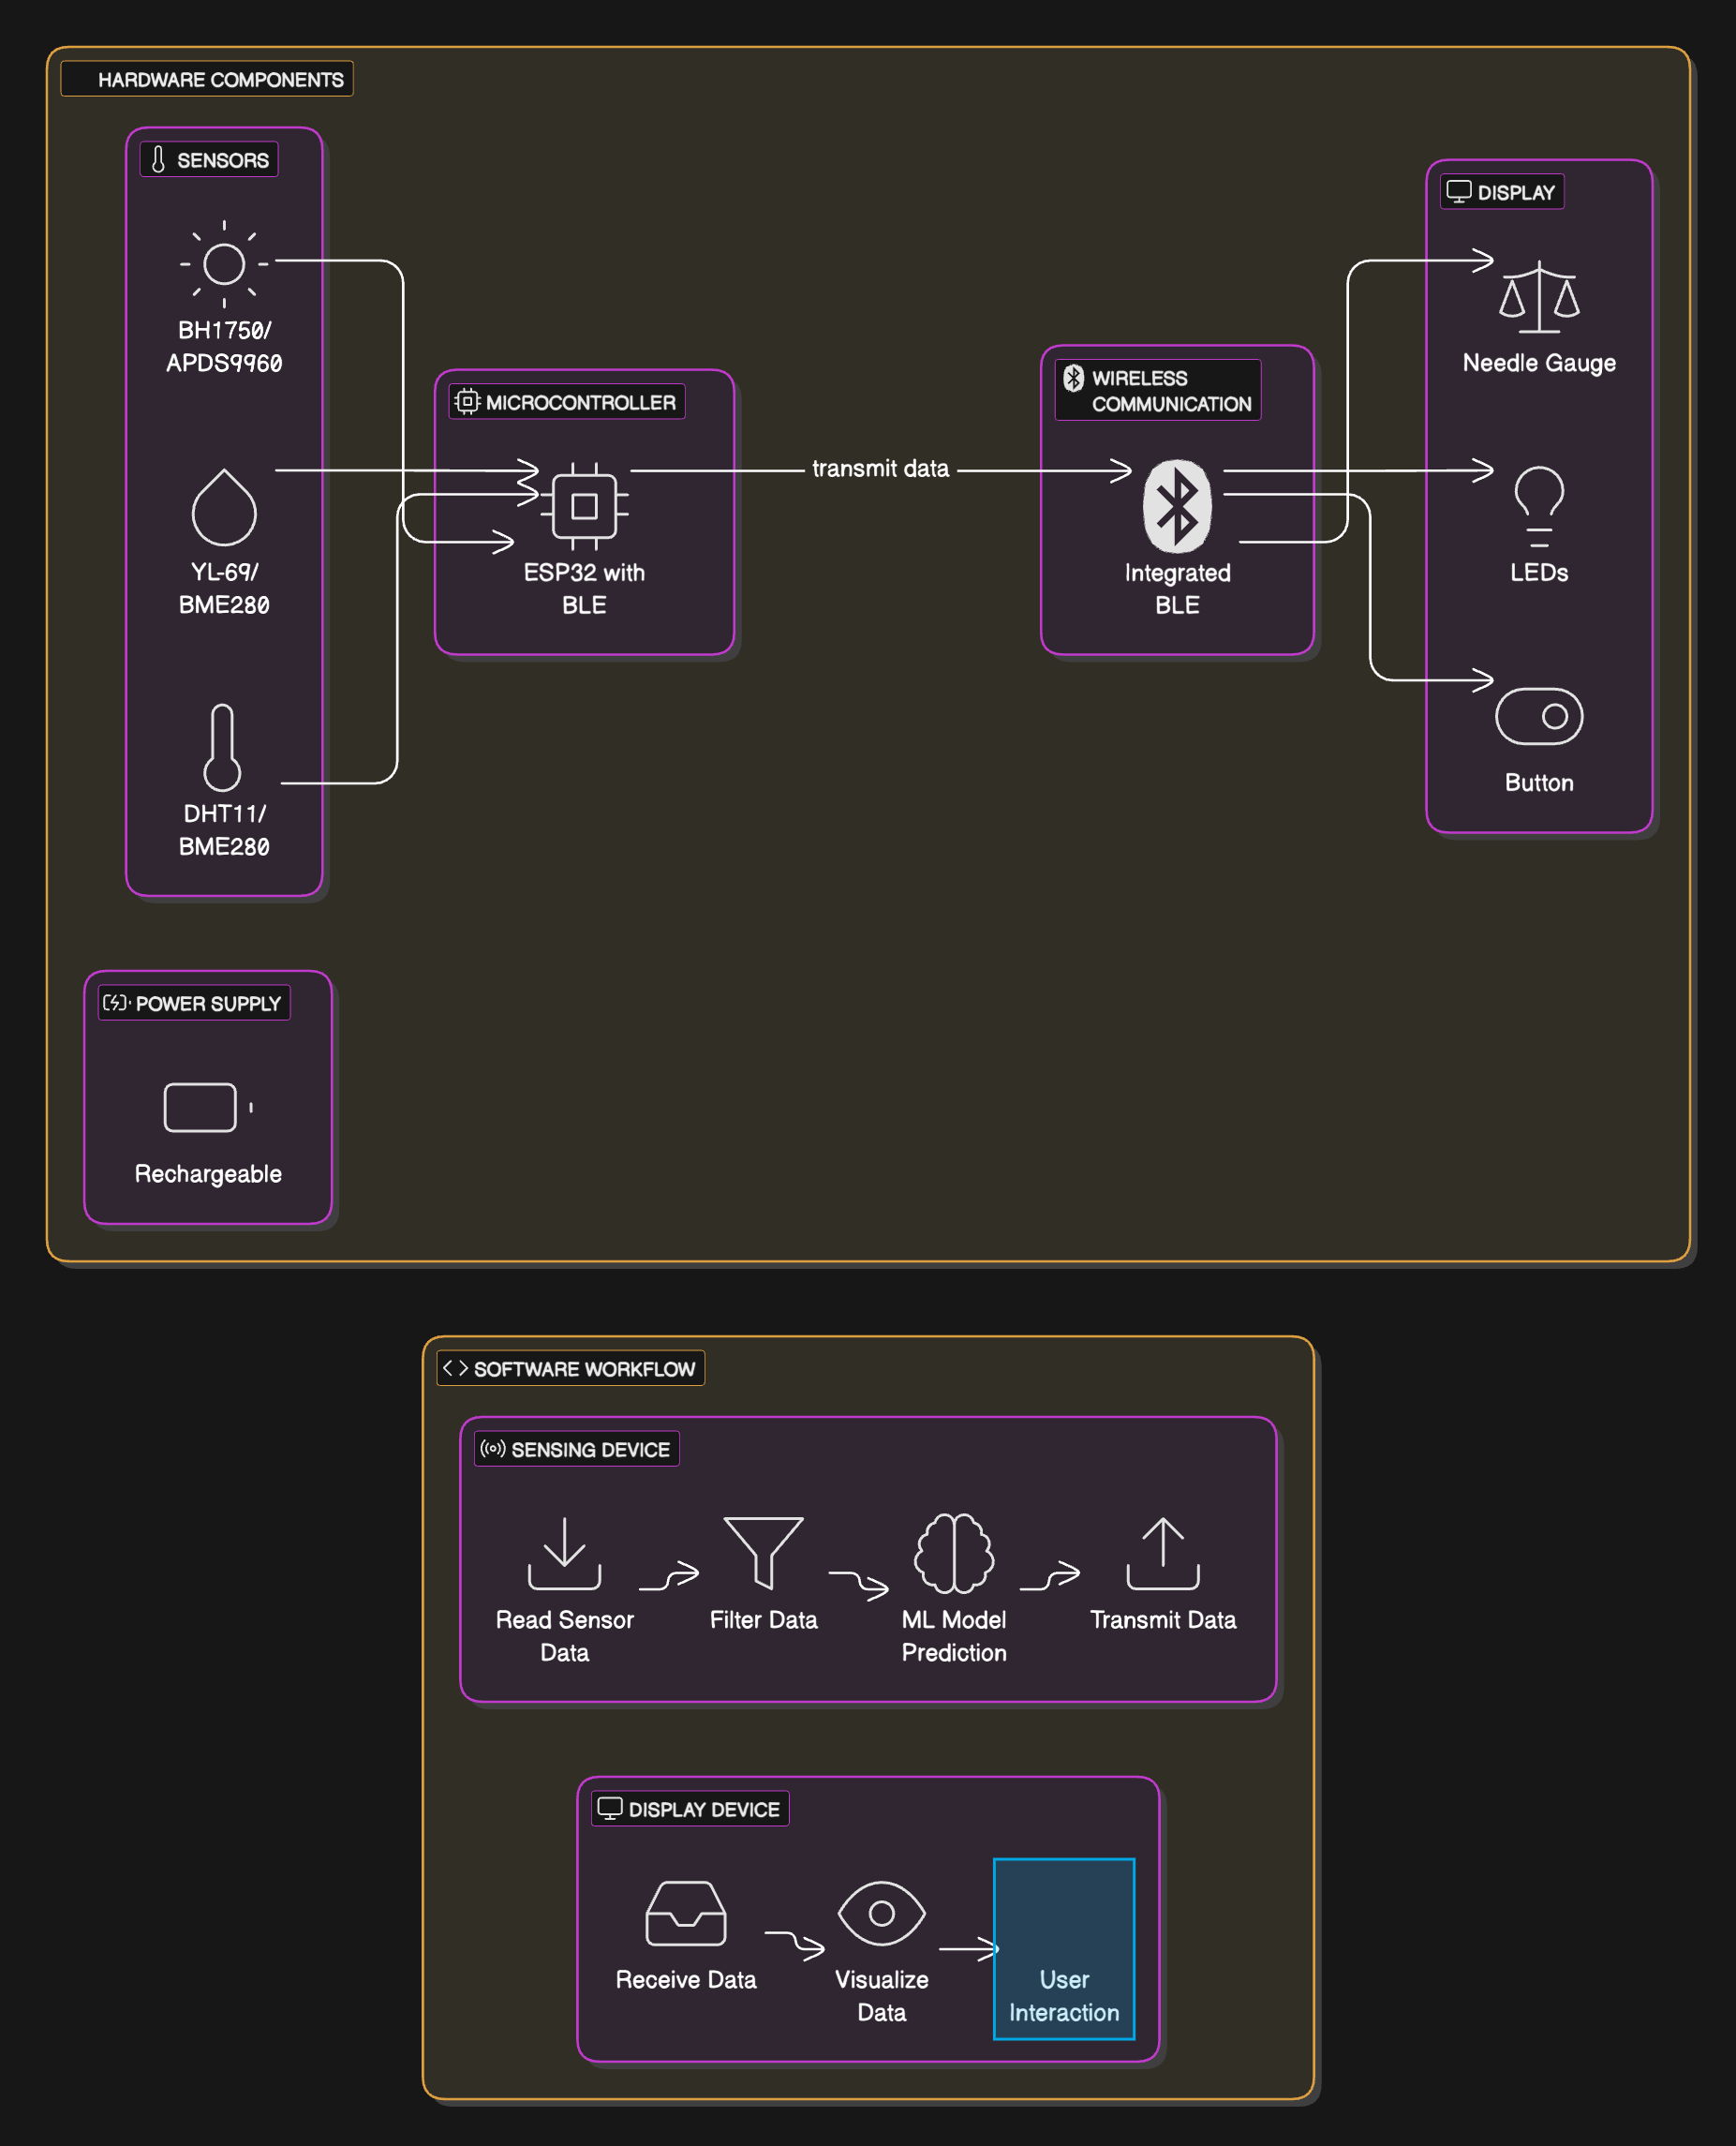 HARDWARE COMPONENTS
SENSORS
BH1750/
APDS9960
YL-69/
BME280
DHT11/
BME280
MICROCONTROLLER
ESP32 with
BLE
transmit data
WIRELESS
COMMUNICATION
Integrated
BLE
DISPLAY
Needle Gauge
LEDs
Button
POWER SUPPLY
Rechargeable
SOFTWARE WORKFLOW
SENSING DEVICE
Read Sensor
Data
Filter Data
ML Model
Prediction
Transmit Data
DISPLAY DEVICE
Receive Data
Visualize
Data
User
Interaction